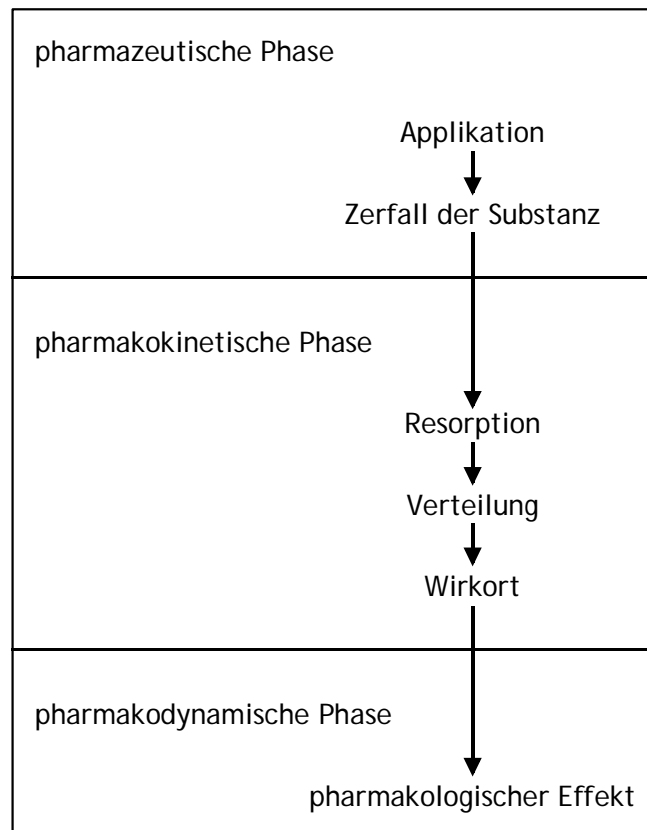 pharmazeutische Phase
Applikation
Zerfall der Substanz
pharmakokinetische Phase
Resorption
Verteilung
Wirkort
pharmakodynamische Phase
pharmakologischer Effekt